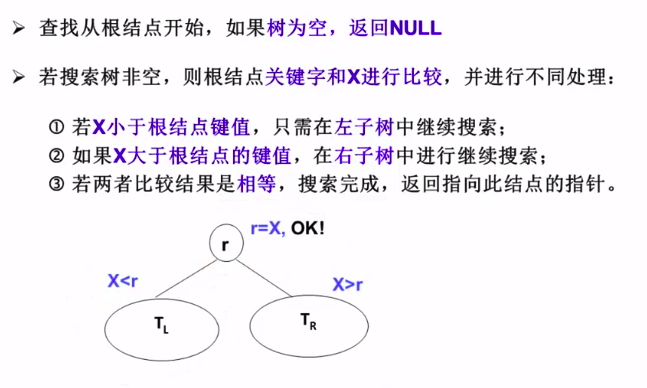 ➢ 查找从根结点开始，如果树为空，返回NULL
➢ 若搜索树非空，则根结点关键字和X进行比较，并进行不同处理：
① 若X小于根结点键值，只需在左子树中继续搜索；
② 如果X大于根结点的键值，在右子树中进行继续搜索；
③ 若两者比较结果是相等，搜索完成，返回指向此结点的指针。
r=X, OK!
r
X<r
X>r
TL
TR